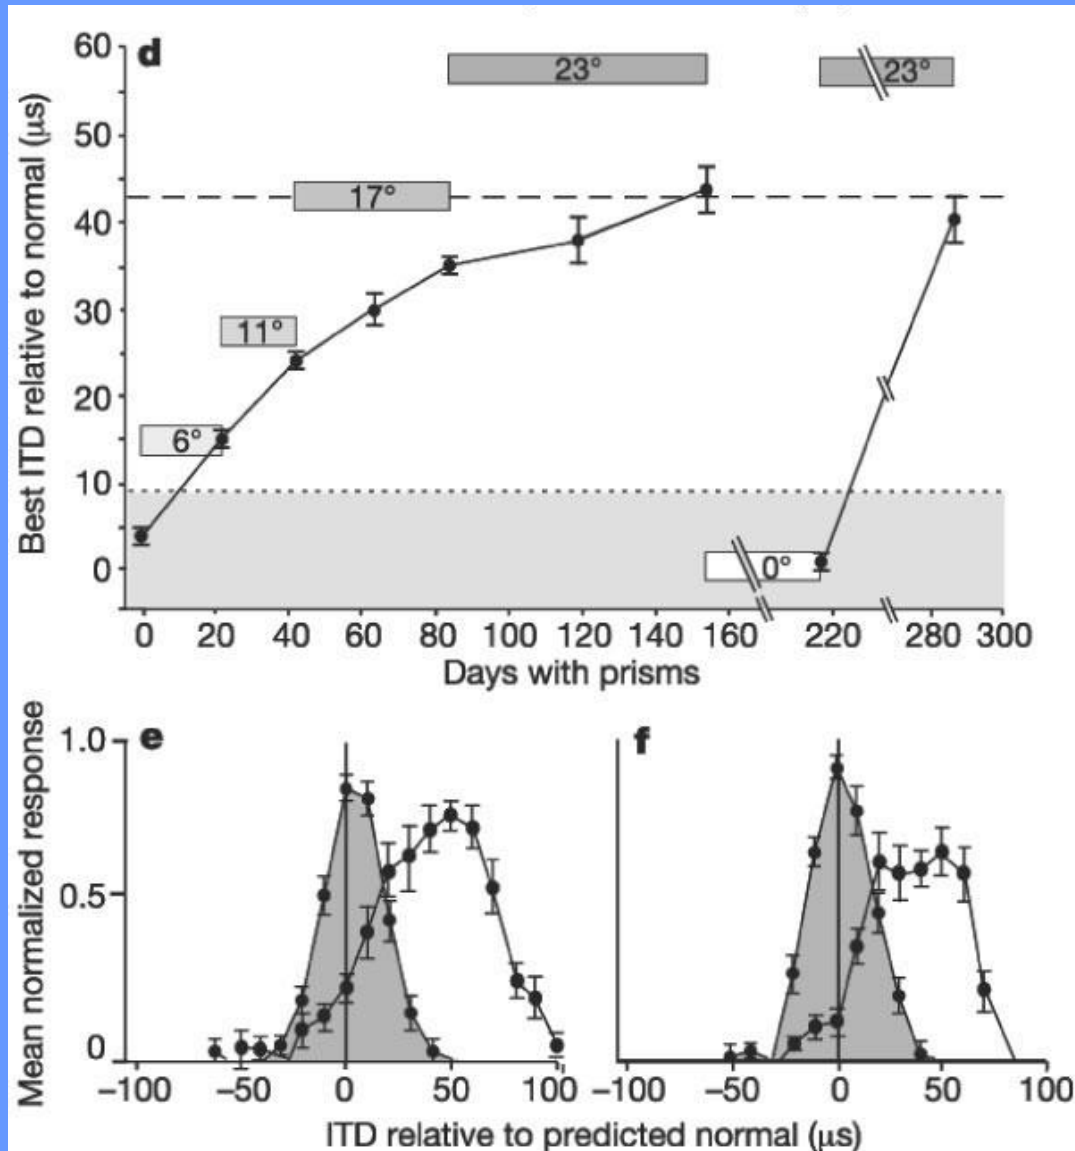 d
60
50
40
30
20
10
0
Best ITD relative to normal (μs)
23°
23°
17°
11°
6°
0°
0 20 40 60 80 100 120 140 160 220 280 300
Days with prisms
e
f
1.0
0.5
0
Mean normalized response
−100 −50 0 50 100
−100 −50 0 50 100
ITD relative to predicted normal (μs)